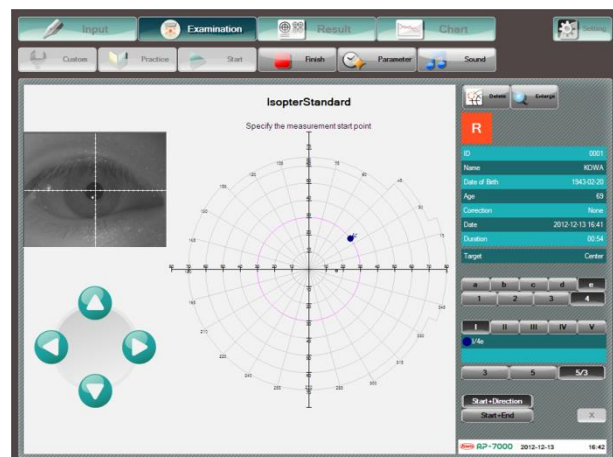 Input
Examination
Result
Chart
Setting
Custom
Practice
Start
Finish
Parameter
Sound
IsopterStandard
Specify the measurement start point
Delete
Enlarge
R
ID 0001
Name KOWA
Date of Birth 1943-02-20
Age 69
Correction None
Date 2012-12-13 16:41
Duration 00:54
Target Center
a b c d e
1 2 3 4
I II III IV V
I/4e
3 5 5/3
Start+Direction
Start+End
X
Kowa AP-7000 2012-12-13 16:42